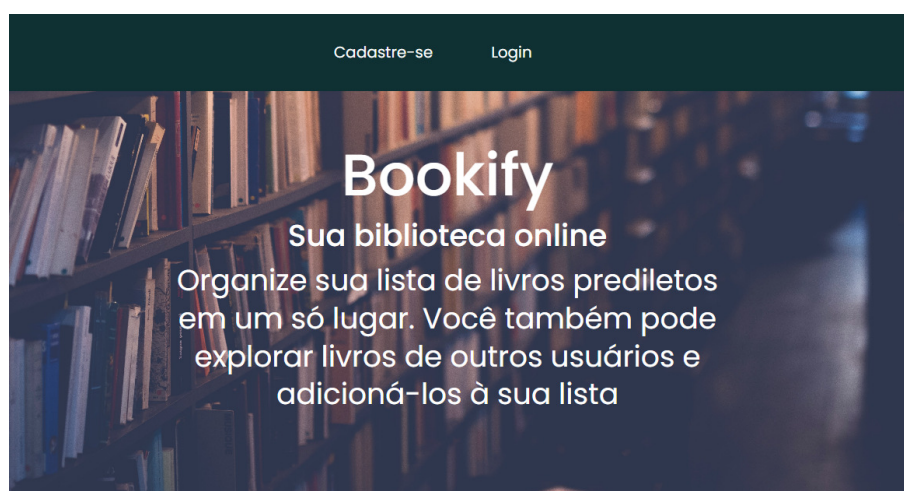 Cadastre-se Login
Bookify
Sua biblioteca online
Organize sua lista de livros prediletos
em um só lugar. Você também pode
explorar livros de outros usuários e
adicioná-los à sua lista